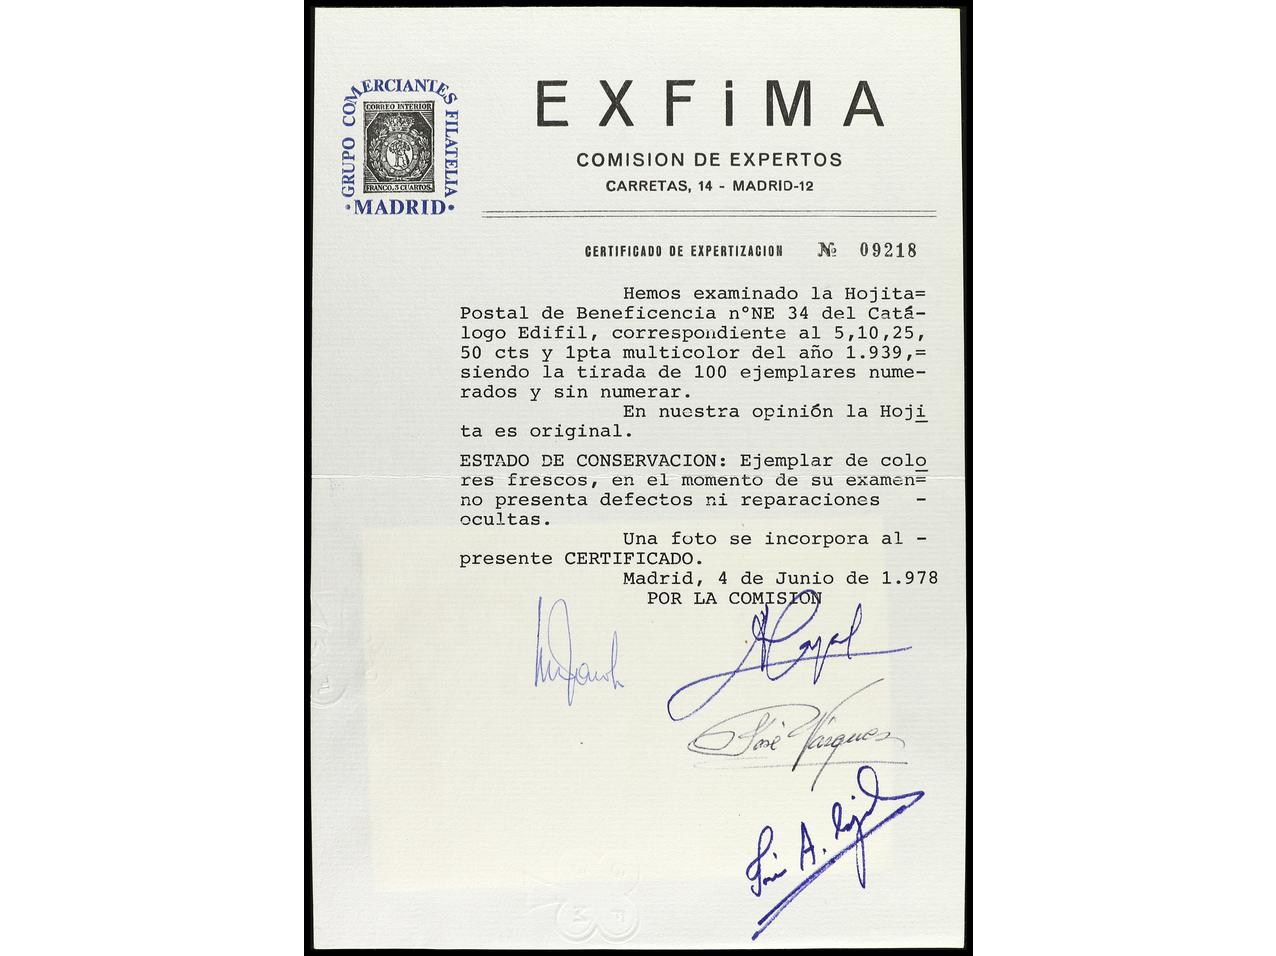 GRUPO COMERCIANTES FILATELIA
•MADRID•
CORREO INTERIOR
FRANCO.3 CUARTOS.
EXFiMA
COMISION DE EXPERTOS
CARRETAS, 14 - MADRID-12
CERTIFICADO DE EXPERTIZACION № 09218
Hemos examinado la Hojita=
Postal de Beneficencia nºNE 34 del Catá-
logo Edifil, correspondiente al 5,10,25,
50 cts y 1pta multicolor del año 1.939,=
siendo la tirada de 100 ejemplares nume-
rados y sin numerar.
En nuestra opinión la Hoji
ta es original.
ESTADO DE CONSERVACION: Ejemplar de colo
res frescos, en el momento de su examen=
no presenta defectos ni reparaciones -
ocultas.
Una foto se incorpora al -
presente CERTIFICADO.
Madrid, 4 de Junio de 1.978
POR LA COMISION
José Vázquez